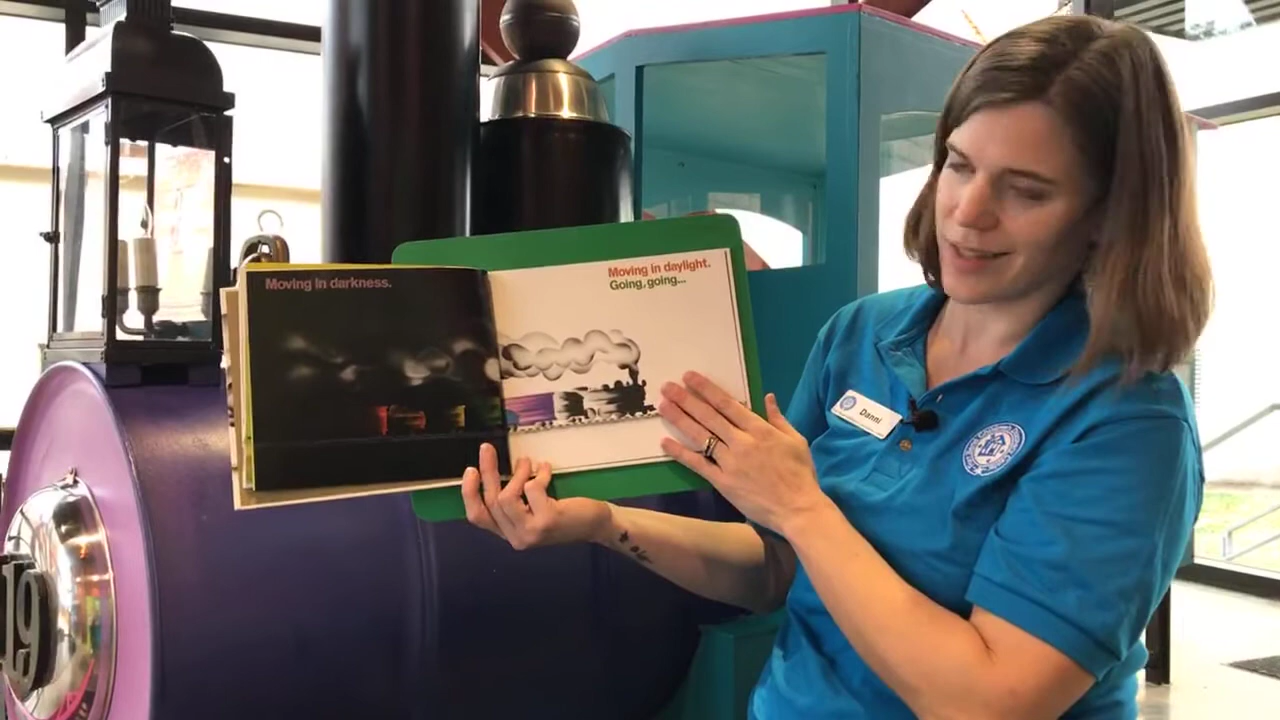 Moving in darkness.
Moving in daylight.
Going, going...
Danni
19